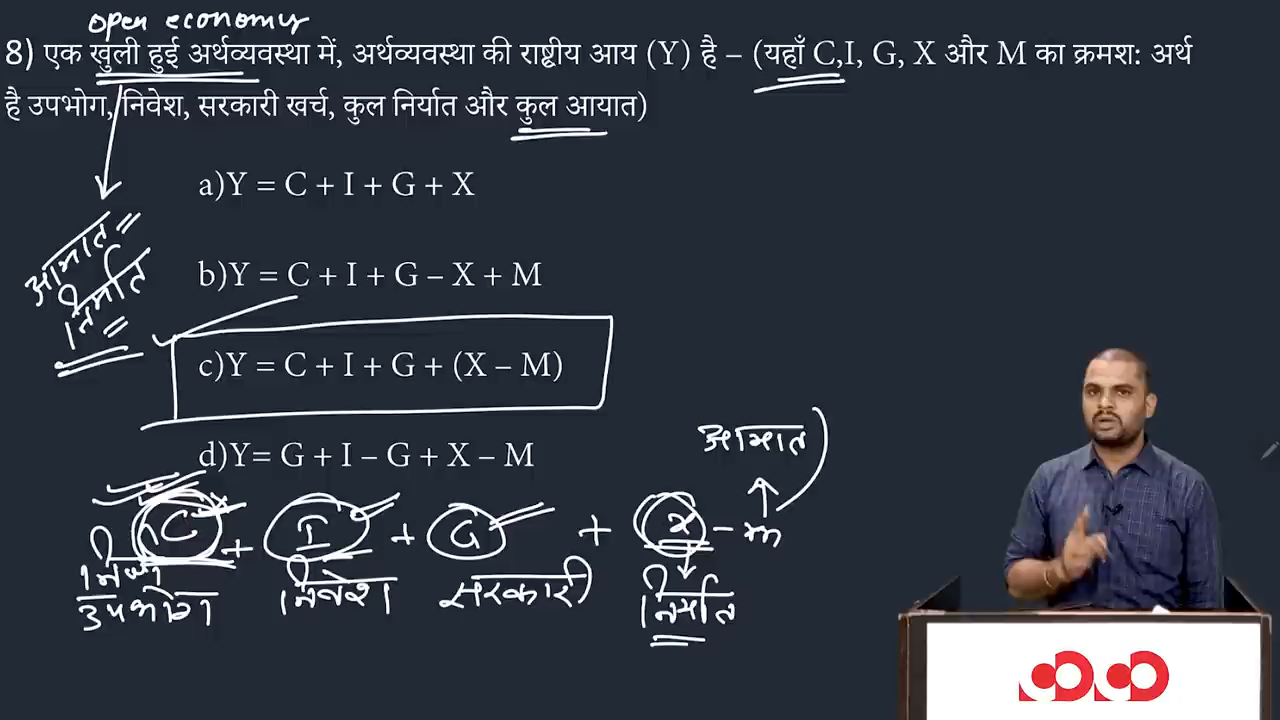 open economy
8) एक खुली हुई अर्थव्यवस्था में, अर्थव्यवस्था की राष्ट्रीय आय (Y) है – (यहाँ C,I, G, X और M का क्रमश: अर्थ
है उपभोग, निवेश, सरकारी खर्च, कुल निर्यात और कुल आयात)
a)Y = C + I + G + X
आयात =
निर्यात =
b)Y = C + I + G – X + M
c)Y = C + I + G + (X – M)
d)Y= G + I – G + X – M
आयात
C + I + G + X - m
निजी उपभोग
निवेश
सरकारी
निर्यात